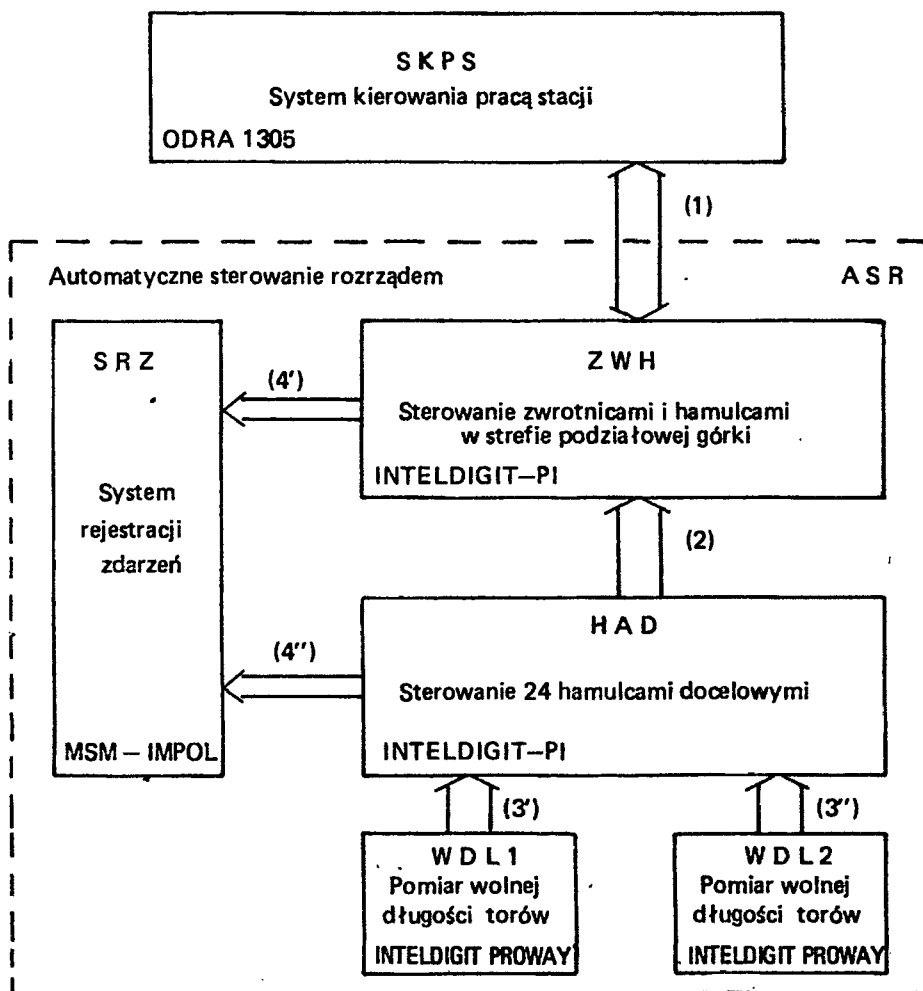 S K P S
System kierowania pracą stacji
ODRA 1305
(1)
Automatyczne sterowanie rozrządem
A S R
S R Z
System
rejestracji
zdarzeń
MSM – IMPOL
(4')
Z W H
Sterowanie zwrotnicami i hamulcami
w strefie podziałowej górki
INTELDIGIT–PI
(2)
(4'')
H A D
Sterowanie 24 hamulcami docelowymi
INTELDIGIT–PI
(3')
(3'')
W D L 1
Pomiar wolnej
długości torów
INTELDIGIT PROWAY
W D L 2
Pomiar wolnej
długości torów
INTELDIGIT PROWAY